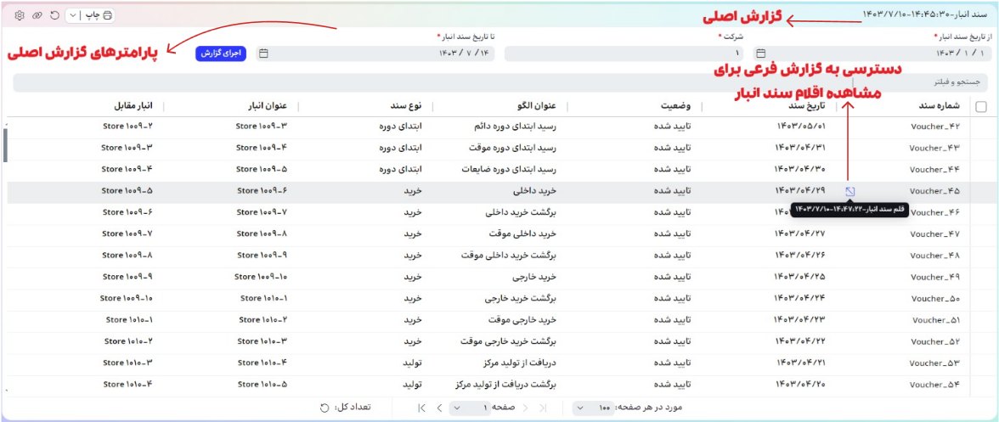 سند انبار-۱۴:۴۵:۳۰-۱۴۰۳/۷/۱۰
گزارش اصلی
چاپ
از تاریخ سند انبار *
شرکت *
تا تاریخ سند انبار *
۱۴۰۳ / ۱ / ۱
۱
۱۴۰۳ / ۷ / ۱۴
اجرای گزارش
پارامترهای گزارش اصلی
دسترسی به گزارش فرعی برای
مشاهده اقلام سند انبار
جستجو و فیلتر
شماره سند تاریخ سند وضعیت عنوان الگو نوع سند عنوان انبار انبار مقابل
Voucher_۴۲ ۱۴۰۳/۰۵/۰۱ تایید شده رسید ابتدای دوره دائم ابتدای دوره Store ۱۰۰۹-۳ Store ۱۰۰۹-۲
Voucher_۴۳ ۱۴۰۳/۰۴/۳۱ تایید شده رسید ابتدای دوره موقت ابتدای دوره Store ۱۰۰۹-۴ Store ۱۰۰۹-۳
Voucher_۴۴ ۱۴۰۳/۰۴/۳۰ تایید شده رسید ابتدای دوره ضایعات ابتدای دوره Store ۱۰۰۹-۵ Store ۱۰۰۹-۴
Voucher_۴۵ ۱۴۰۳/۰۴/۲۹ تایید شده خرید داخلی خرید Store ۱۰۰۹-۶ Store ۱۰۰۹-۵
قلم سند انبار-۱۴:۴۷:۲۲-۱۴۰۳/۷/۱۰
Voucher_۴۶ تایید شده برگشت خرید داخلی خرید Store ۱۰۰۹-۷ Store ۱۰۰۹-۶
Voucher_۴۷ ۱۴۰۳/۰۴/۲۷ تایید شده خرید داخلی موقت خرید Store ۱۰۰۹-۸ Store ۱۰۰۹-۷
Voucher_۴۸ ۱۴۰۳/۰۴/۲۶ تایید شده برگشت خرید داخلی موقت خرید Store ۱۰۰۹-۹ Store ۱۰۰۹-۸
Voucher_۴۹ ۱۴۰۳/۰۴/۲۵ تایید شده خرید خارجی خرید Store ۱۰۰۹-۱۰ Store ۱۰۰۹-۹
Voucher_۵۰ ۱۴۰۳/۰۴/۲۴ تایید شده برگشت خرید خارجی خرید Store ۱۰۱۰-۱ Store ۱۰۰۹-۱۰
Voucher_۵۱ ۱۴۰۳/۰۴/۲۳ تایید شده خرید خارجی موقت خرید Store ۱۰۱۰-۲ Store ۱۰۱۰-۱
Voucher_۵۲ ۱۴۰۳/۰۴/۲۲ تایید شده برگشت خرید خارجی موقت خرید Store ۱۰۱۰-۳ Store ۱۰۱۰-۲
Voucher_۵۳ ۱۴۰۳/۰۴/۲۱ تایید شده دریافت از تولید مرکز تولید Store ۱۰۱۰-۴ Store ۱۰۱۰-۳
Voucher_۵۴ ۱۴۰۳/۰۴/۲۰ تایید شده برگشت دریافت از تولید مرکز تولید Store ۱۰۱۰-۵ Store ۱۰۱۰-۴
مورد در هر صفحه: ۱۰۰ صفحه ۱ تعداد کل: